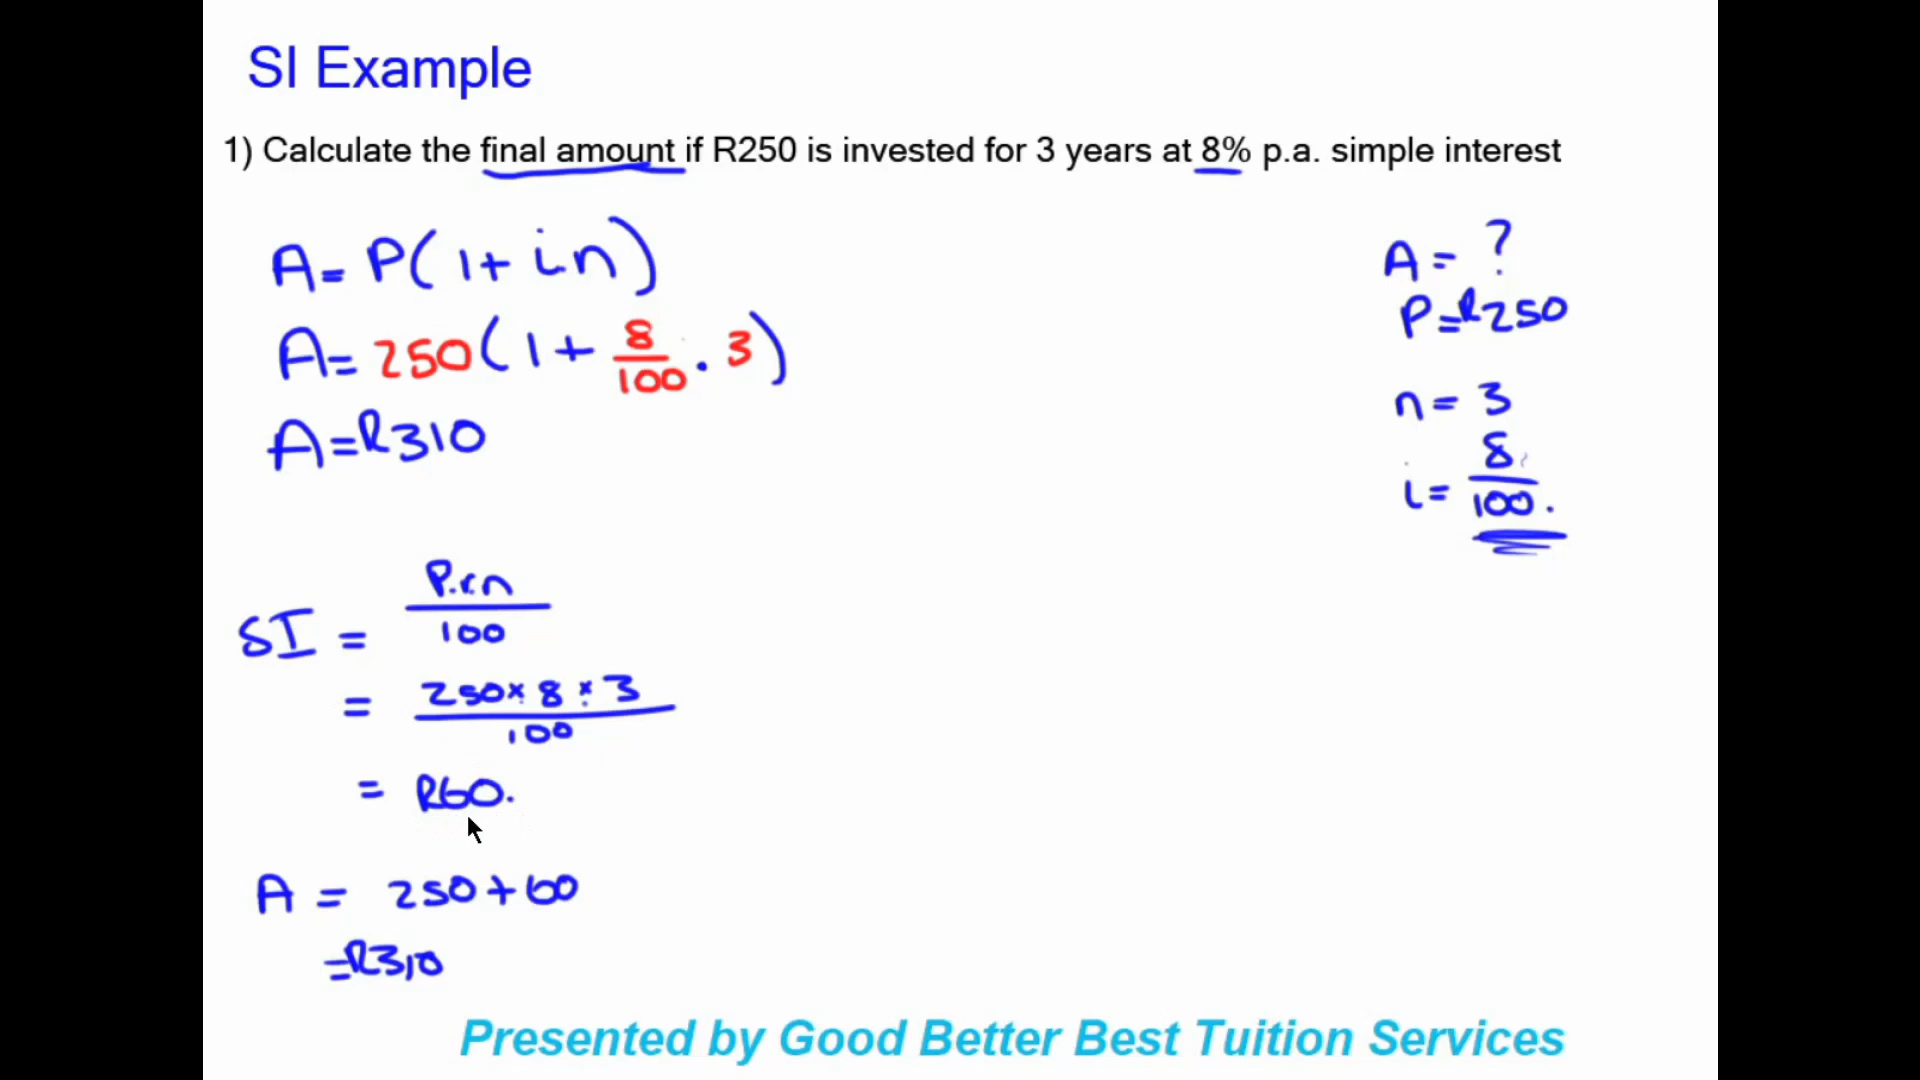 SI Example
1) Calculate the final amount if R250 is invested for 3 years at 8% p.a. simple interest
A = P(1 + in)
A = 250(1 + 8/100 . 3)
A = R310
A = ?
P = R250
n = 3
i = 8/100.
SI = P.r.n/100
= 250 × 8 × 3/100
= R60.
A = 250 + 60
= R310
Presented by Good Better Best Tuition Services